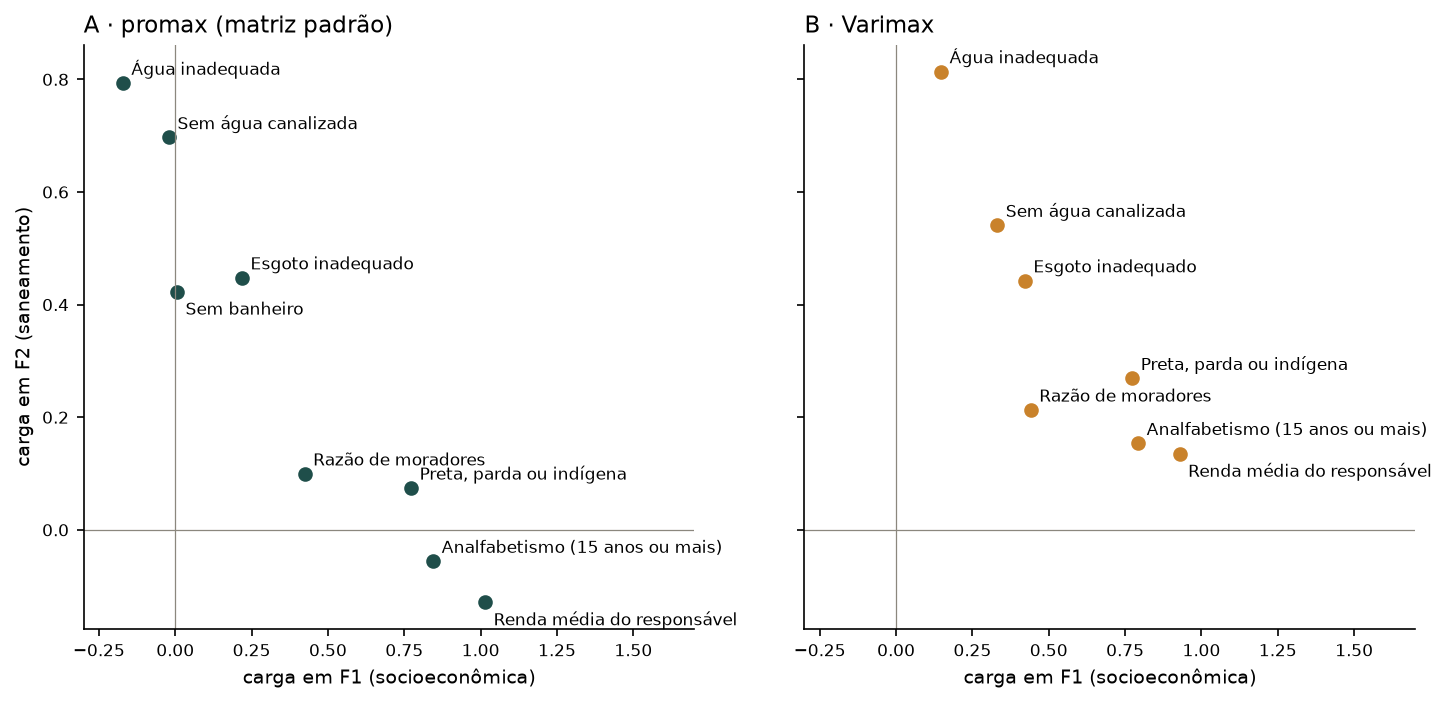 A · promax (matriz padrão)
Água inadequada
Sem água canalizada
Esgoto inadequado
Sem banheiro
Razão de moradores
Preta, parda ou indígena
Analfabetismo (15 anos ou mais)
Renda média do responsável
carga em F2 (saneamento)
0.8
0.6
0.4
0.2
0.0
−0.25 0.00 0.25 0.50 0.75 1.00 1.25 1.50
carga em F1 (socioeconômica)
B · Varimax
Água inadequada
Sem água canalizada
Esgoto inadequado
Preta, parda ou indígena
Razão de moradores
Analfabetismo (15 anos ou mais)
Renda média do responsável
−0.25 0.00 0.25 0.50 0.75 1.00 1.25 1.50
carga em F1 (socioeconômica)